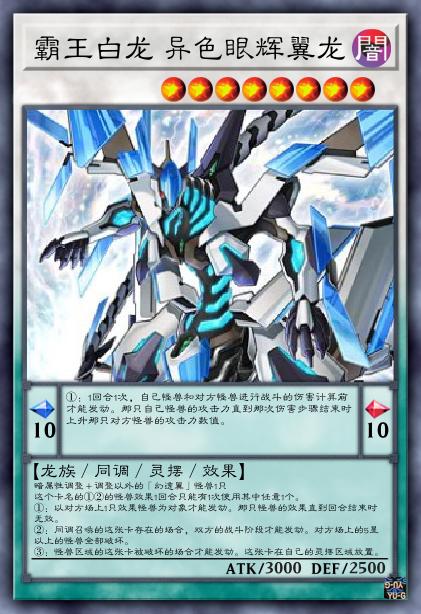 霸王白龙 异色眼辉翼龙
闇
①：1回合1次，自己怪兽和对方怪兽进行战斗的伤害计算前
才能发动。那只自己怪兽的攻击力直到那次伤害步骤结束时
上升那只对方怪兽的攻击力数值。
10
10
【龙族／同调／灵摆／效果】
暗属性调整＋调整以外的「幻透翼」怪兽1只
这个卡名的①②的怪兽效果1回合只能有1次使用其中任意1个。
①：以对方场上1只效果怪兽为对象才能发动。那只怪兽的效果直到回合结束时
无效。
②：同调召唤的这张卡存在的场合，双方的战斗阶段才能发动。对方场上的5星
以上的怪兽全部破坏。
③：怪兽区域的这张卡被破坏的场合才能发动。这张卡在自己的灵摆区域放置。
ATK/3000 DEF/2500